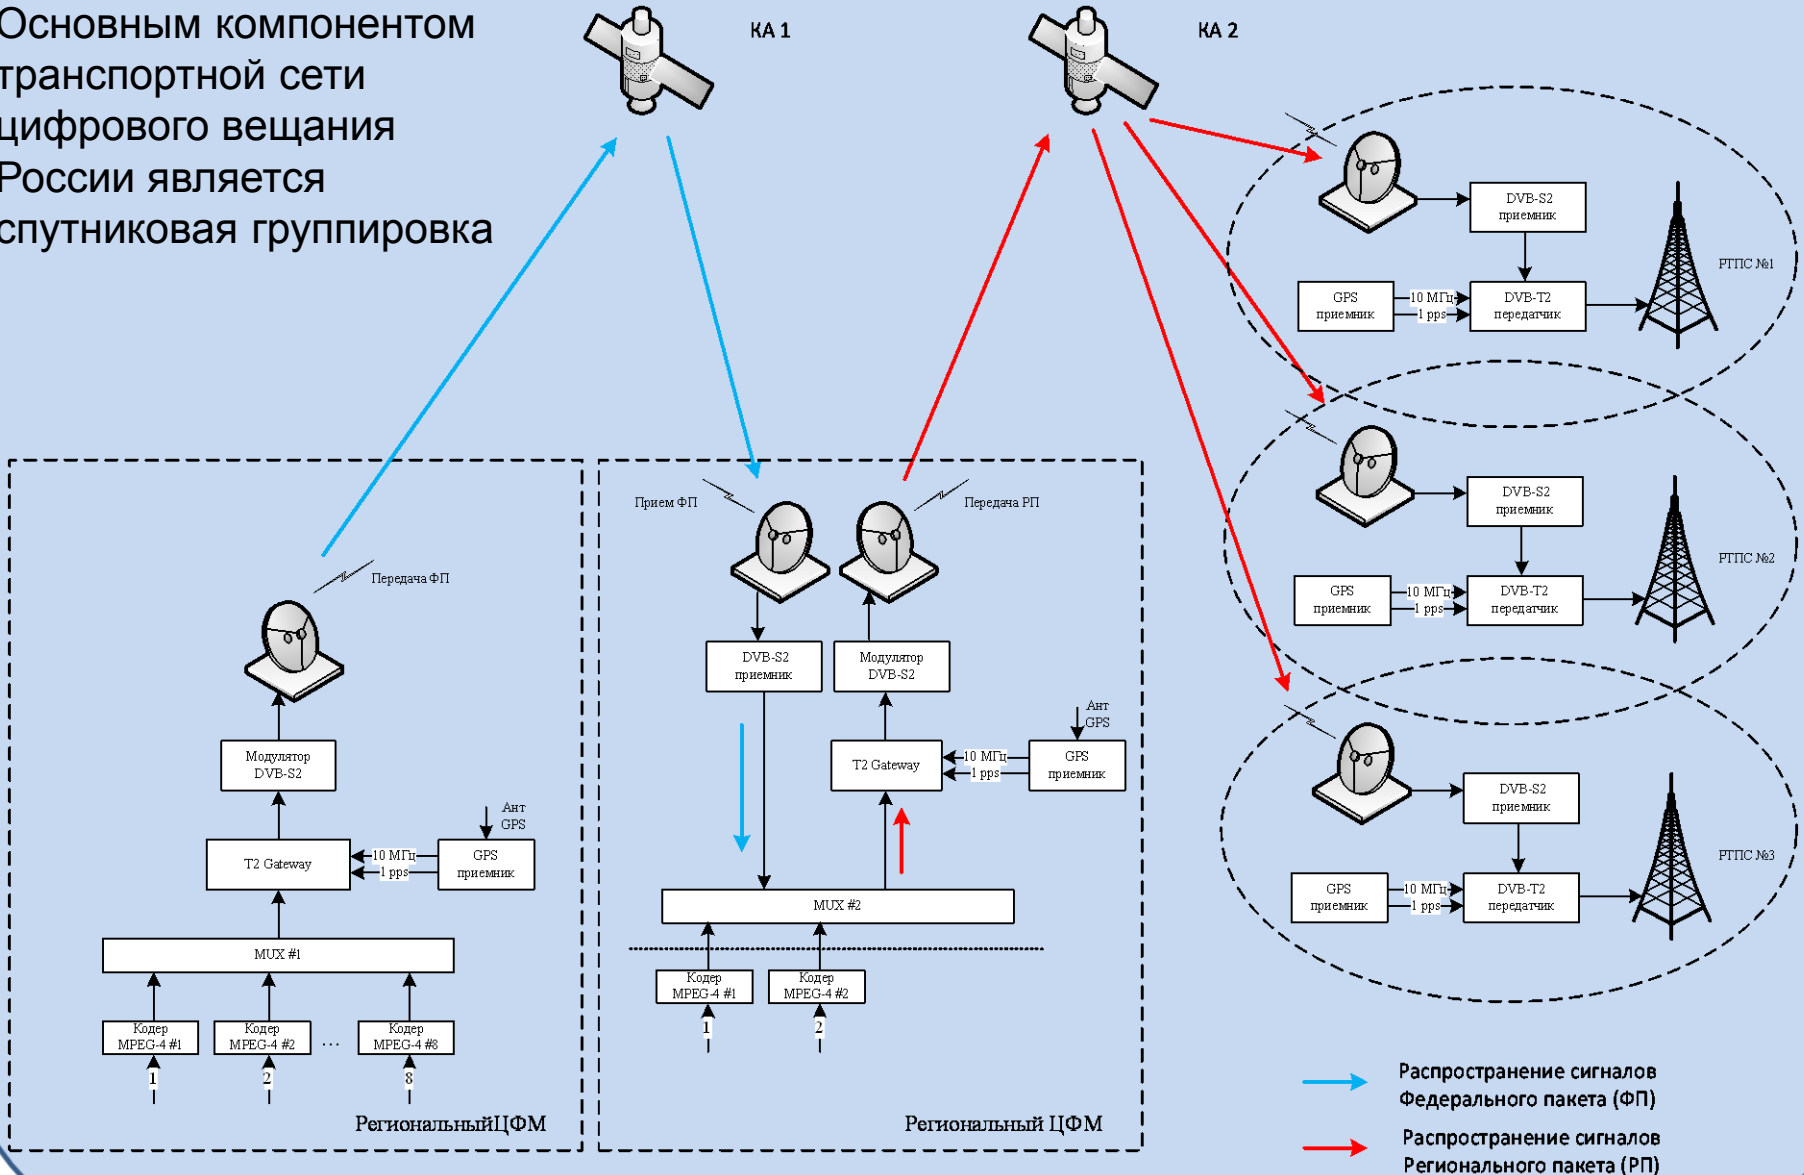 Основным компонентом
транспортной сети
цифрового вещания
России является
спутниковая группировка
КА 1
КА 2
DVB-S2
приемник
GPS
приемник
10 МГц
1 pps
DVB-T2
передатчик
РТПС №1
DVB-S2
приемник
GPS
приемник
10 МГц
1 pps
DVB-T2
передатчик
РТПС №2
DVB-S2
приемник
GPS
приемник
10 МГц
1 pps
DVB-T2
передатчик
РТПС №3
Передача ФП
Модулятор
DVB-S2
Ант
GPS
T2 Gateway
10 МГц
1 pps
GPS
приемник
MUX #1
Кодер
MPEG-4 #1
Кодер
MPEG-4 #2
...
Кодер
MPEG-4 #8
1
2
8
РегиональныйЦФМ
Прием ФП
Передача РП
DVB-S2
приемник
Модулятор
DVB-S2
Ант
GPS
T2 Gateway
10 МГц
1 pps
GPS
приемник
MUX #2
Кодер
MPEG-4 #1
Кодер
MPEG-4 #2
1
2
Региональный ЦФМ
Распространение сигналов
Федерального пакета (ФП)
Распространение сигналов
Регионального пакета (РП)